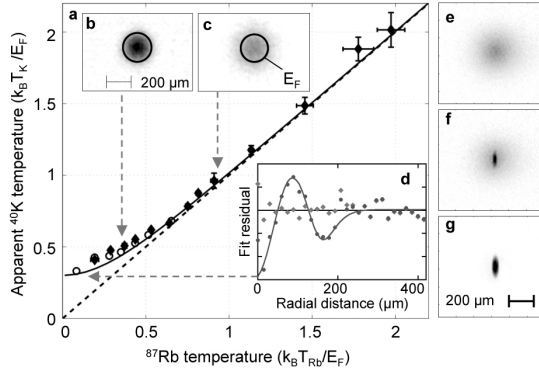 a
b
200 µm
c
E_F
Apparent ⁴⁰K temperature (k_BT_K /E_F)
2
1.5
1
0.5
0
0
0.5
1
1.5
2
⁸⁷Rb temperature (k_BT_Rb/E_F)
d
Fit residual
0
200
400
Radial distance (µm)
e
f
g
200 µm